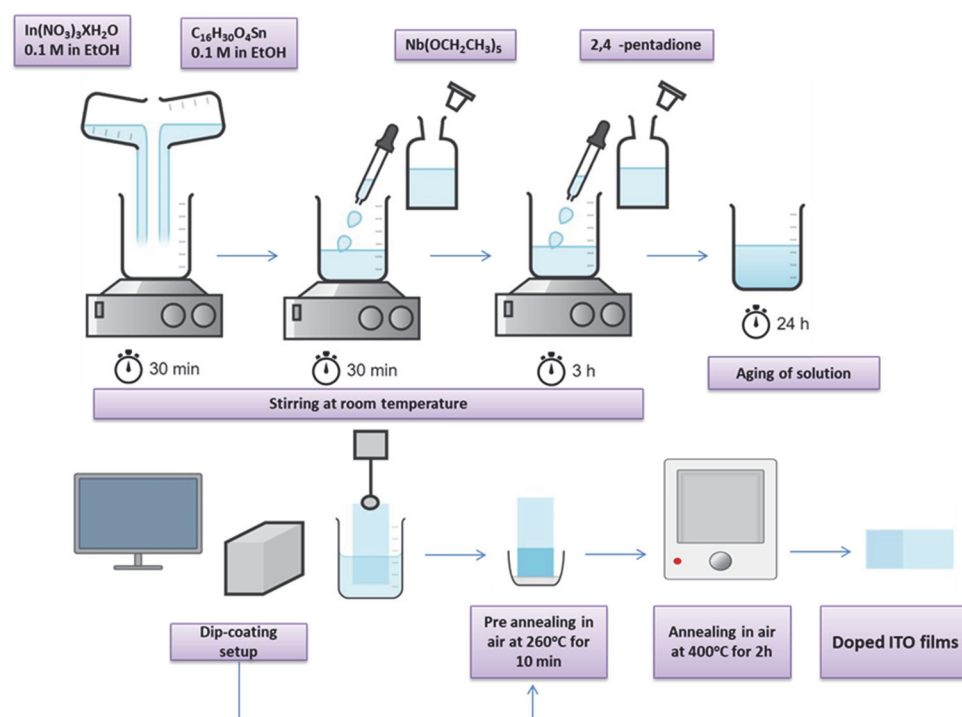 In(NO₃)₃XH₂O
0.1 M in EtOH
C₁₆H₃₀O₄Sn
0.1 M in EtOH
Nb(OCH₂CH₃)₅
2,4 -pentadione
30 min
30 min
3 h
24 h
Stirring at room temperature
Aging of solution
Dip-coating
setup
Pre annealing in
air at 260°C for
10 min
Annealing in air
at 400°C for 2h
Doped ITO films